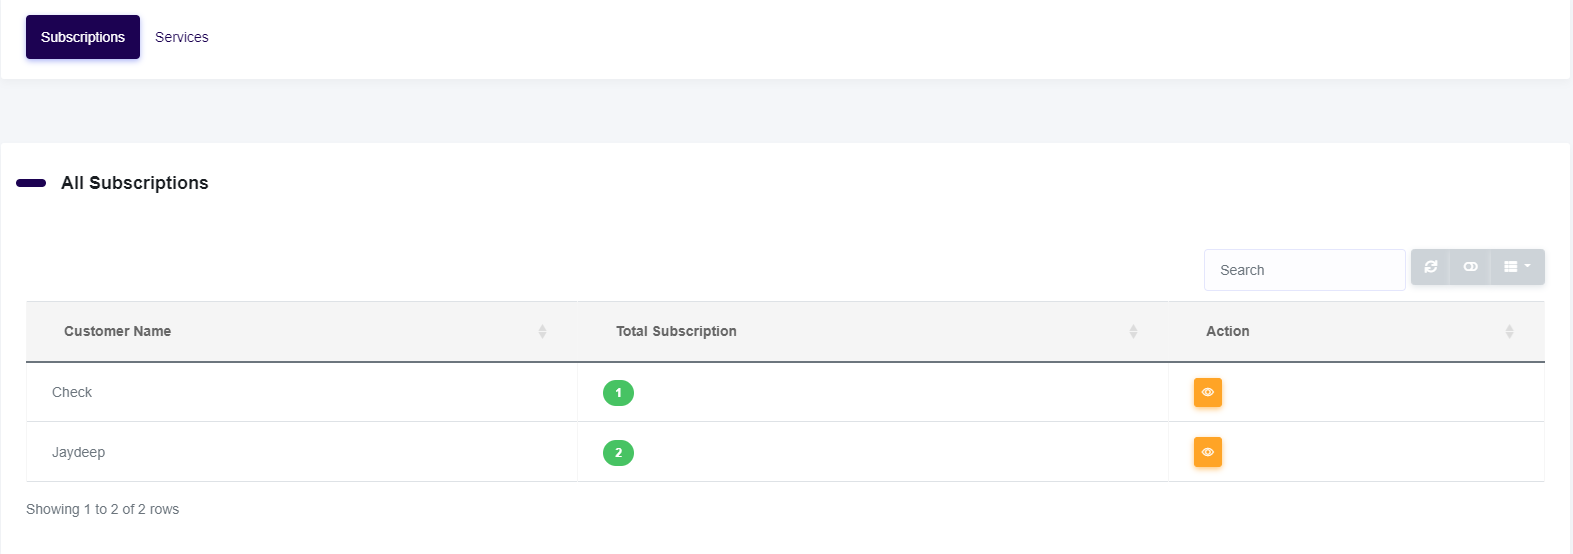 Subscriptions Services
All Subscriptions
Search
Customer Name Total Subscription Action
Check 1
Jaydeep 2
Showing 1 to 2 of 2 rows